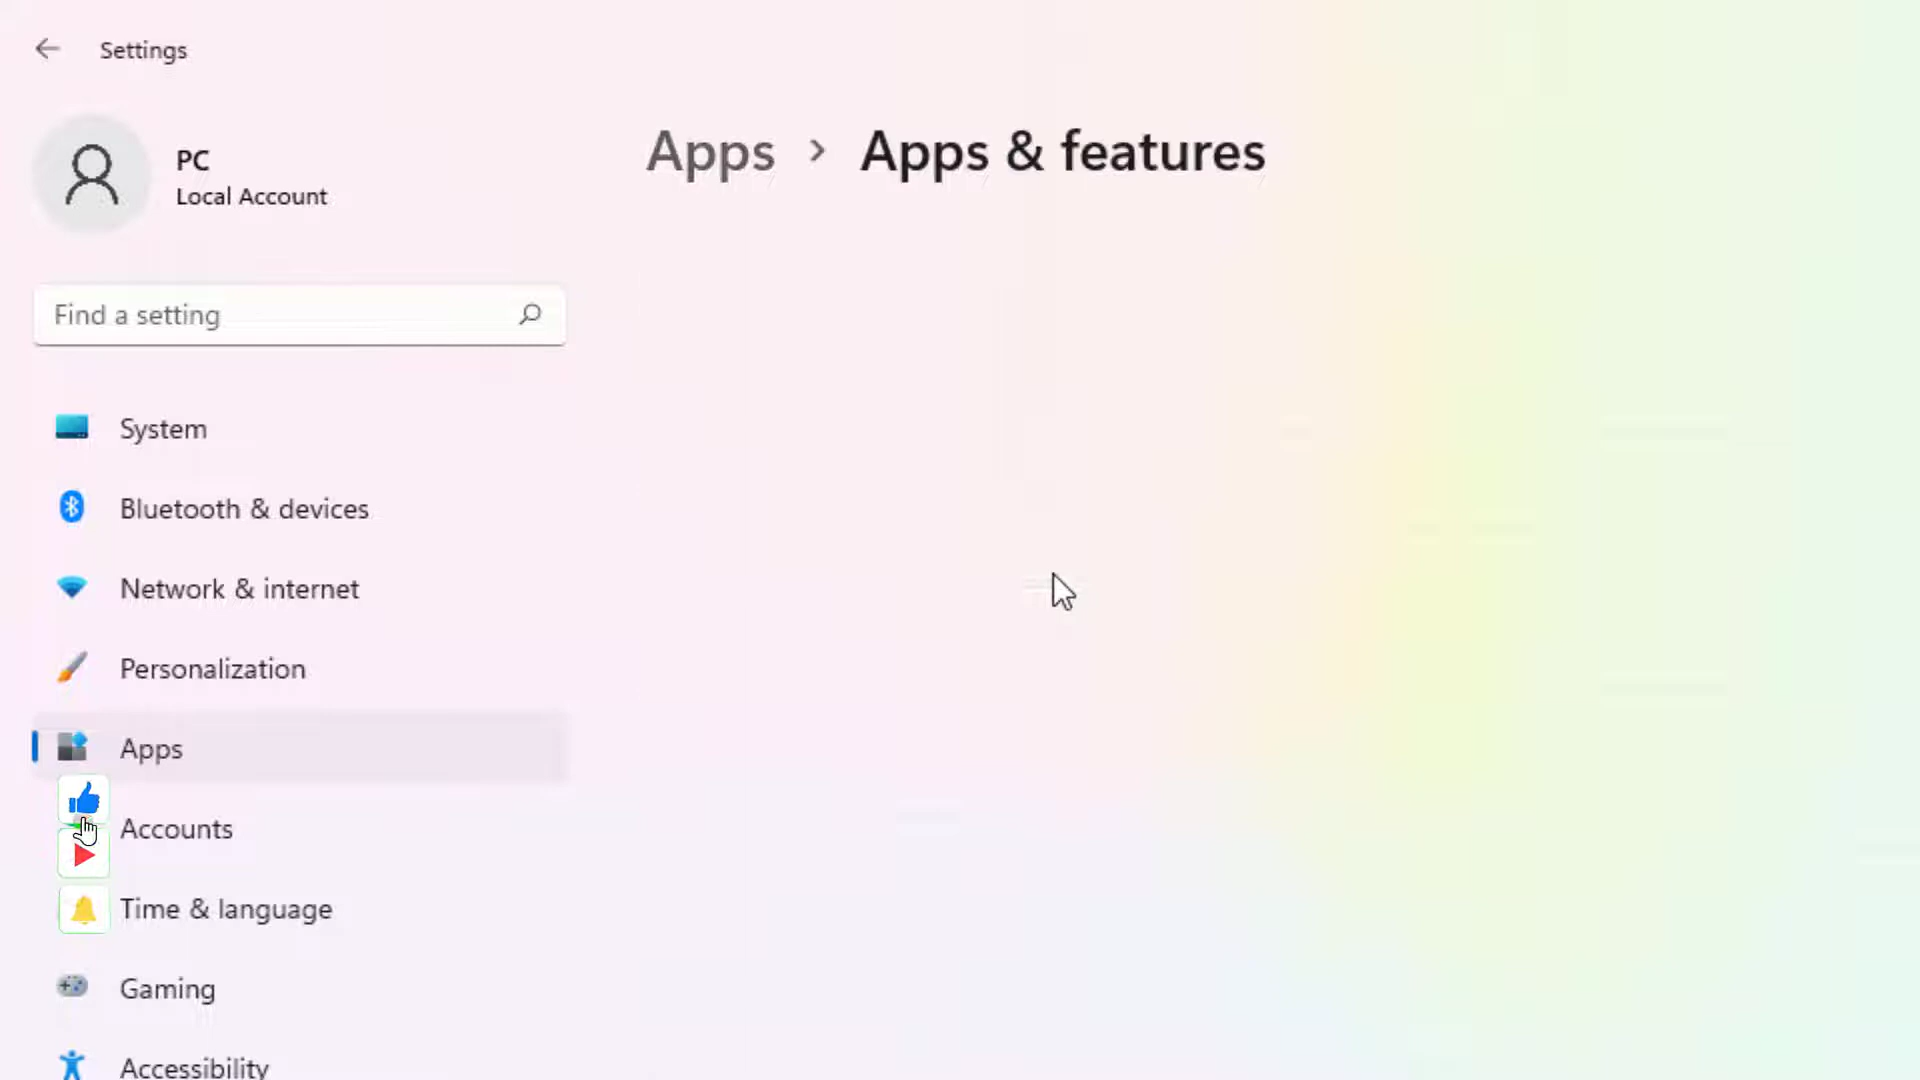 Settings
PC
Local Account
Apps > Apps & features
Find a setting
System
Bluetooth & devices
Network & internet
Personalization
Apps
Accounts
Time & language
Gaming
Accessibility